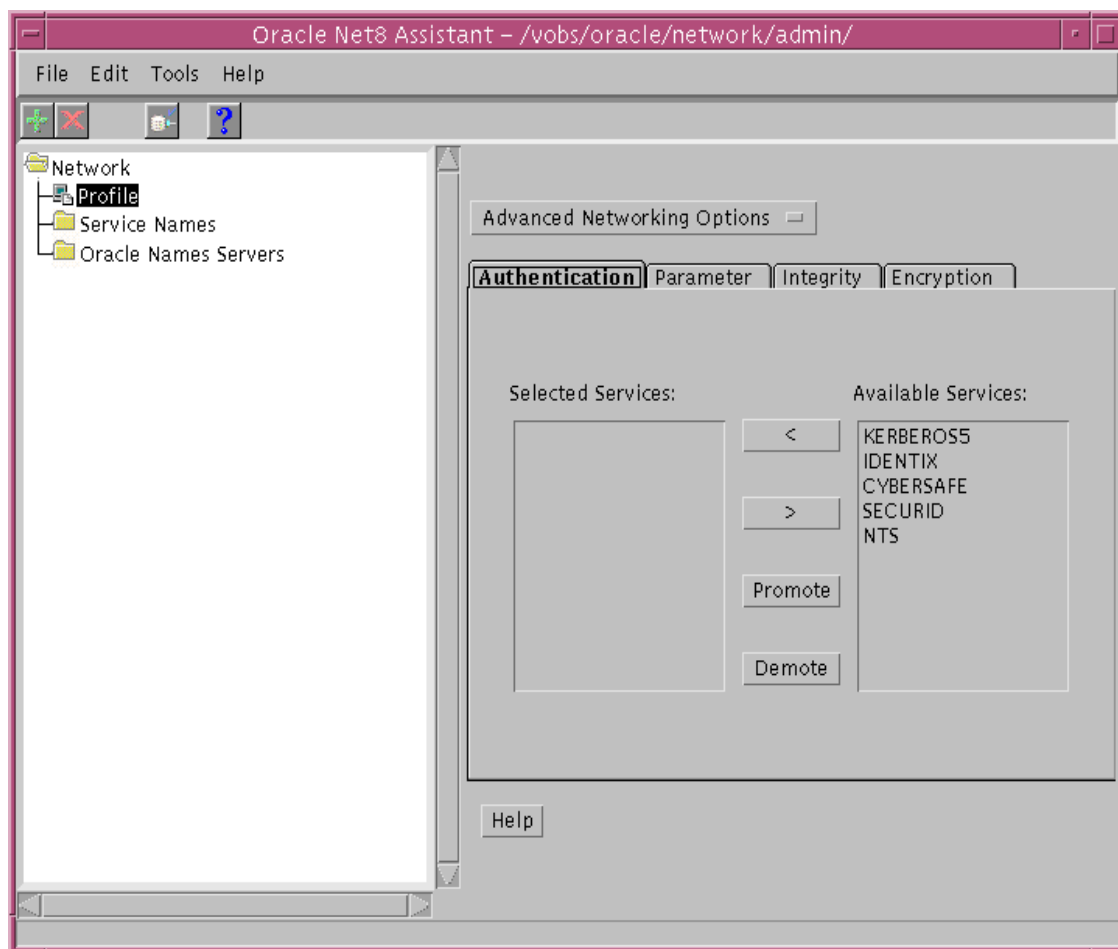 Oracle Net8 Assistant – /vobs/oracle/network/admin/
File Edit Tools Help
?
Network
Profile
Service Names
Oracle Names Servers
Advanced Networking Options
Authentication Parameter Integrity Encryption
Selected Services: Available Services:
<
>
Promote
Demote
KERBEROS5
IDENTIX
CYBERSAFE
SECURID
NTS
Help